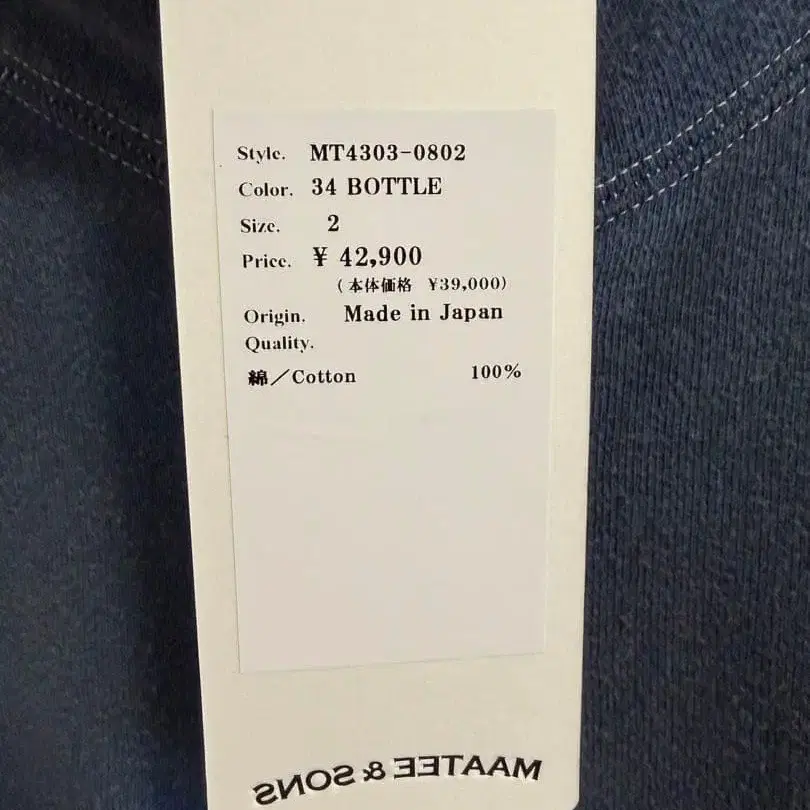 Style. MT4303-0802
Color. 34 BOTTLE
Size. 2
Price. ¥ 42,900
(本体価格 ¥39,000)
Origin. Made in Japan
Quality.
綿／Cotton 100%
MAATEE & SONS